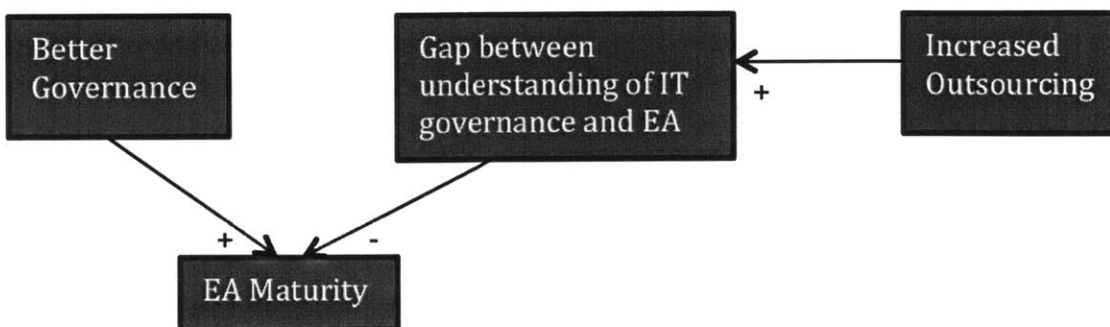 Better
Governance
Gap between
understanding of IT
governance and EA
Increased
Outsourcing
+
+
-
EA Maturity